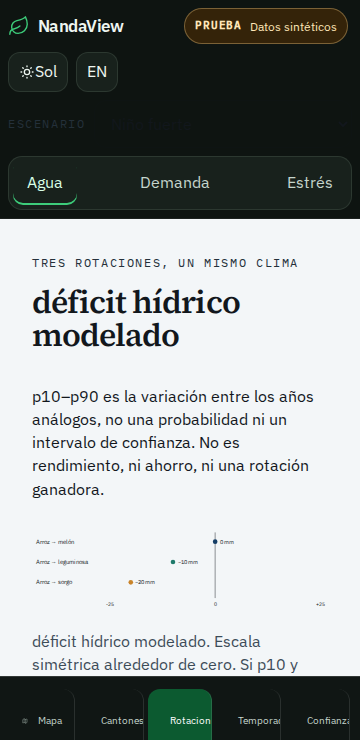 NandaView
PRUEBA Datos sintéticos
Sol
EN
ESCENARIO
Agua
Demanda
Estrés
TRES ROTACIONES, UN MISMO CLIMA
déficit hídrico
modelado
p10–p90 es la variación entre los años
análogos, no una probabilidad ni un
intervalo de confianza. No es
rendimiento, ni ahorro, ni una rotación
ganadora.
Arroz → melón
0 mm
Arroz → leguminosa
−10 mm
Arroz → sorgo
−20 mm
-25
0
+25
déficit hídrico modelado. Escala
simétrica alrededor de cero. Si p10 y
Mapa
Cantones
Rotacion
Tempora
Confianza